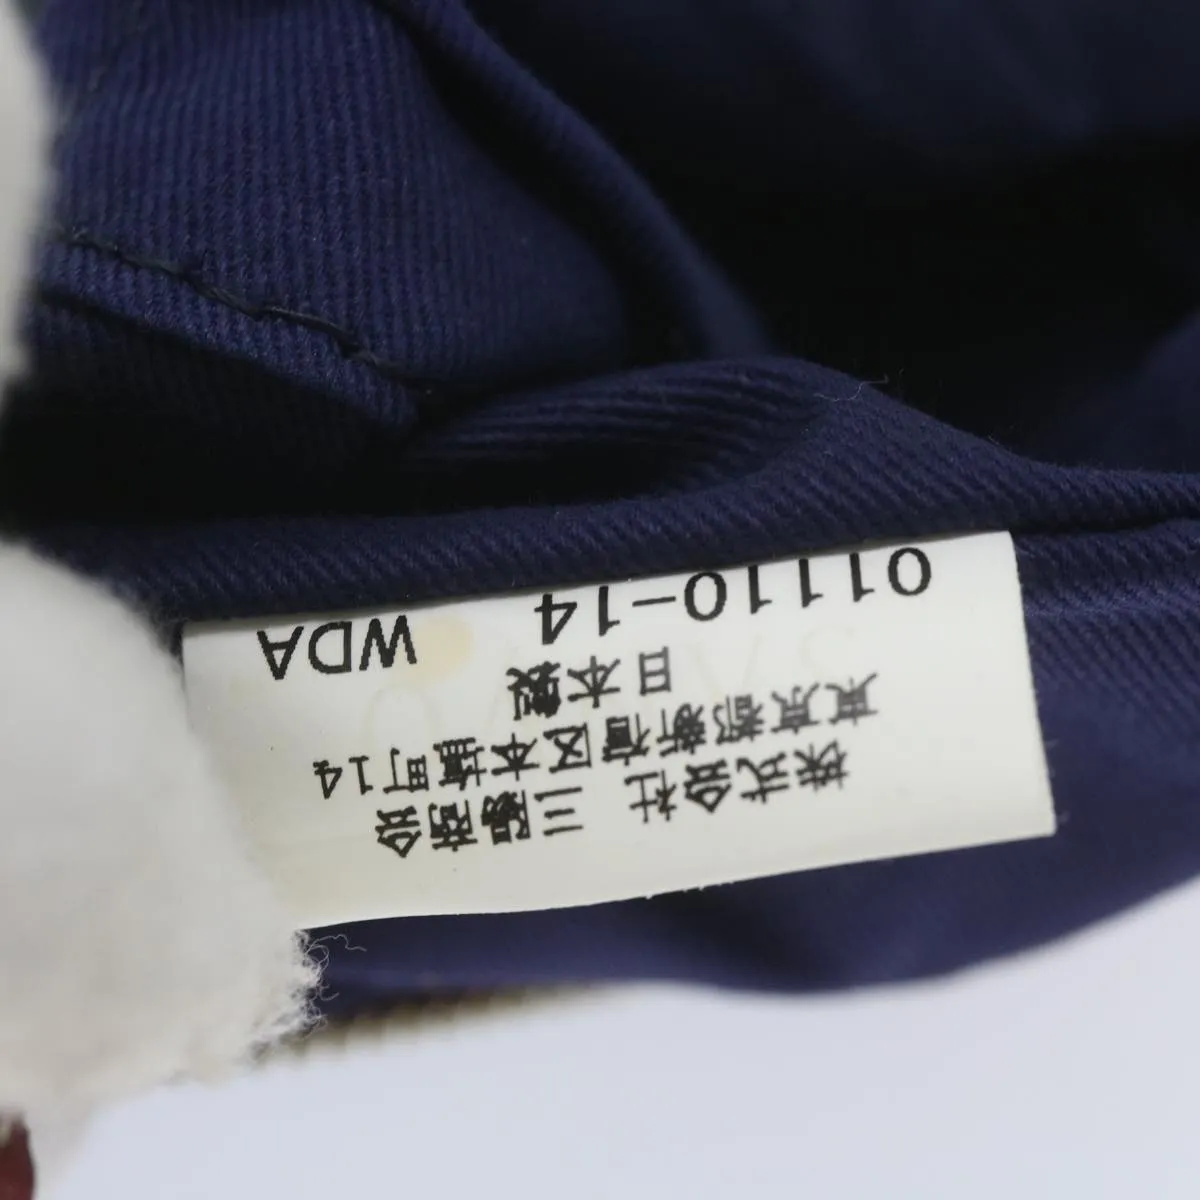 株式会社 三陽商会
東京都新宿区本塩町14
日本製
01110-14 WDA